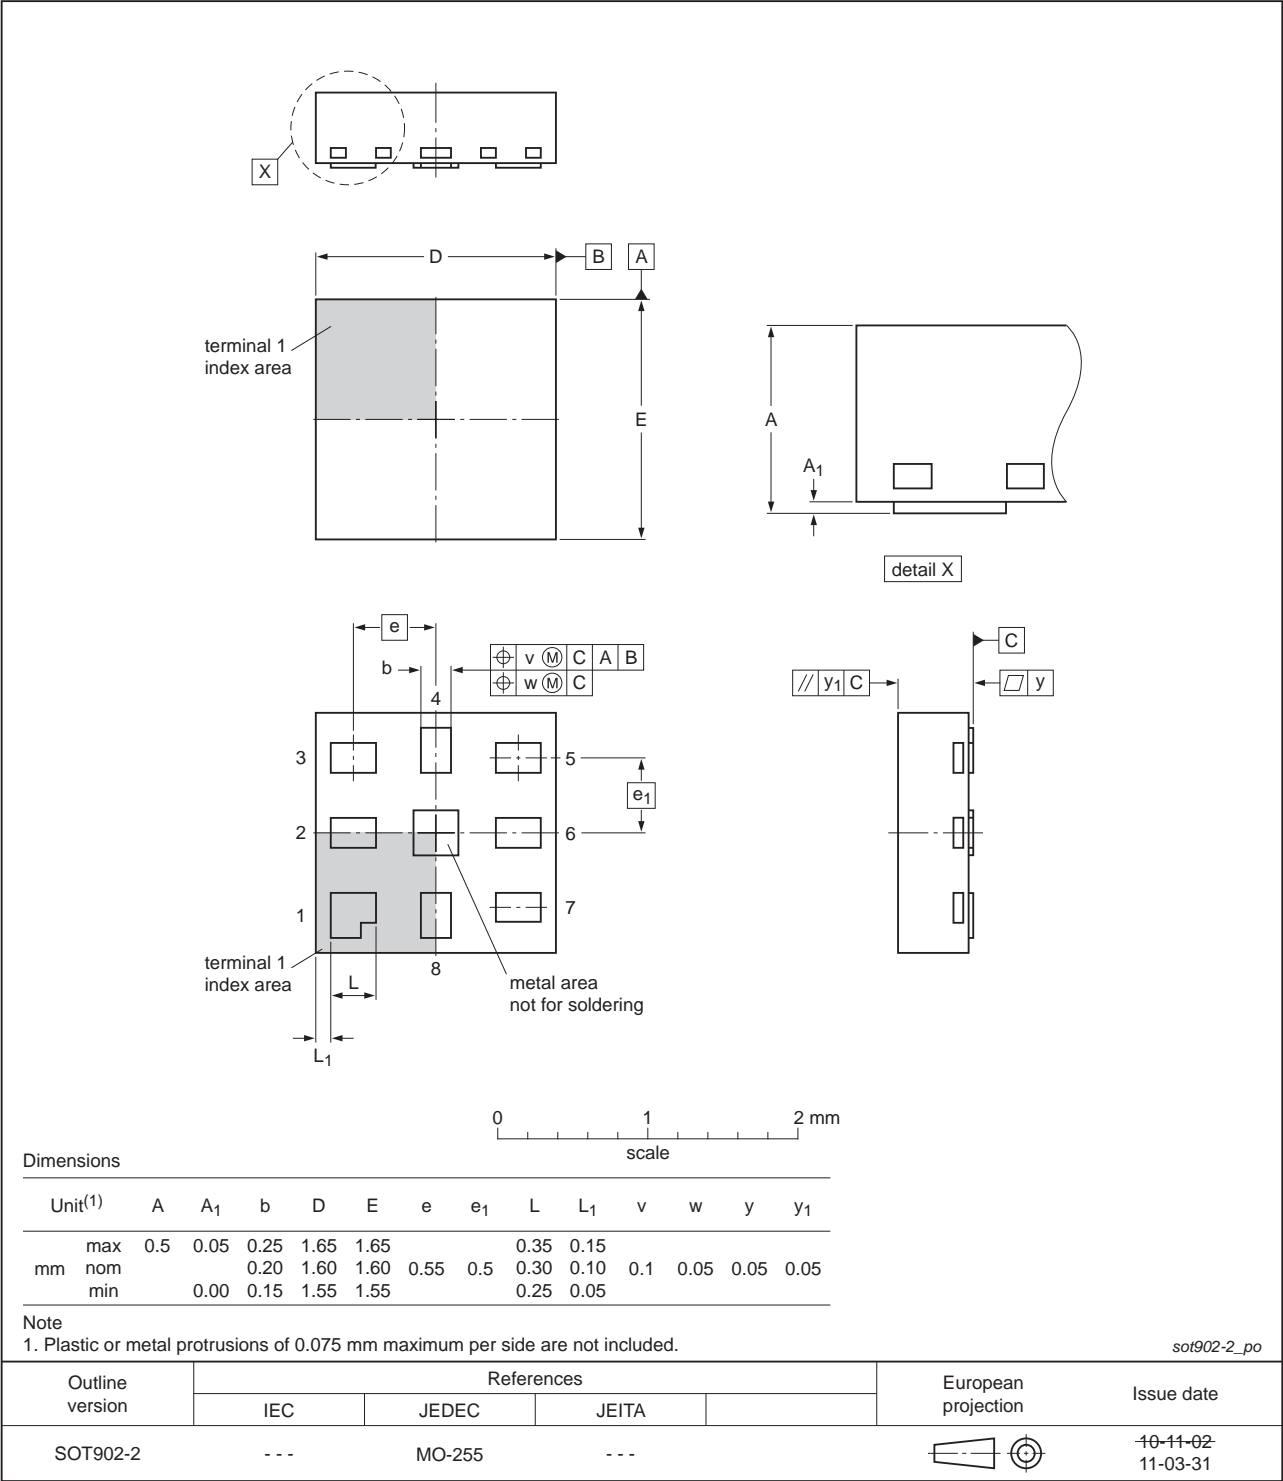 X
D
B
A
terminal 1
index area
E
A
A1
detail X
e
b
v M C A B
w M C
4
3
5
e1
2
6
1
7
terminal 1
index area
8
L
metal area
not for soldering
L1
C
// y1 C
y
0 1 2 mm
scale
Dimensions
Unit(1) A A1 b D E e e1 L L1 v w y y1
max 0.5 0.05 0.25 1.65 1.65 0.35 0.15
mm nom 0.20 1.60 1.60 0.55 0.5 0.30 0.10 0.1 0.05 0.05 0.05
min 0.00 0.15 1.55 1.55 0.25 0.05
Note
1. Plastic or metal protrusions of 0.075 mm maximum per side are not included.
sot902-2_po
Outline
version
References
IEC JEDEC JEITA
European
projection
Issue date
SOT902-2 - - - MO-255 - - -
10-11-02
11-03-31